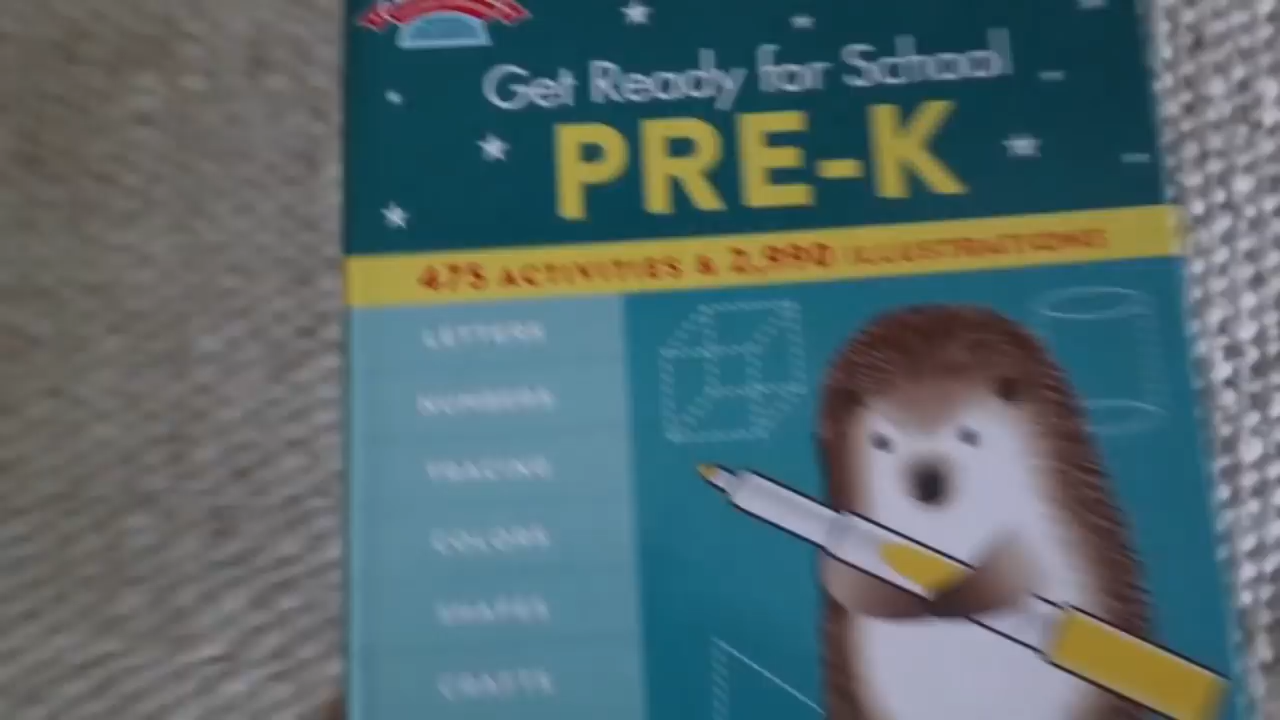 Get Ready for School
PRE-K
475 ACTIVITIES & 2,990 ILLUSTRATIONS
LETTERS
NUMBERS
TRACING
COLORS
SHAPES
CRAFTS